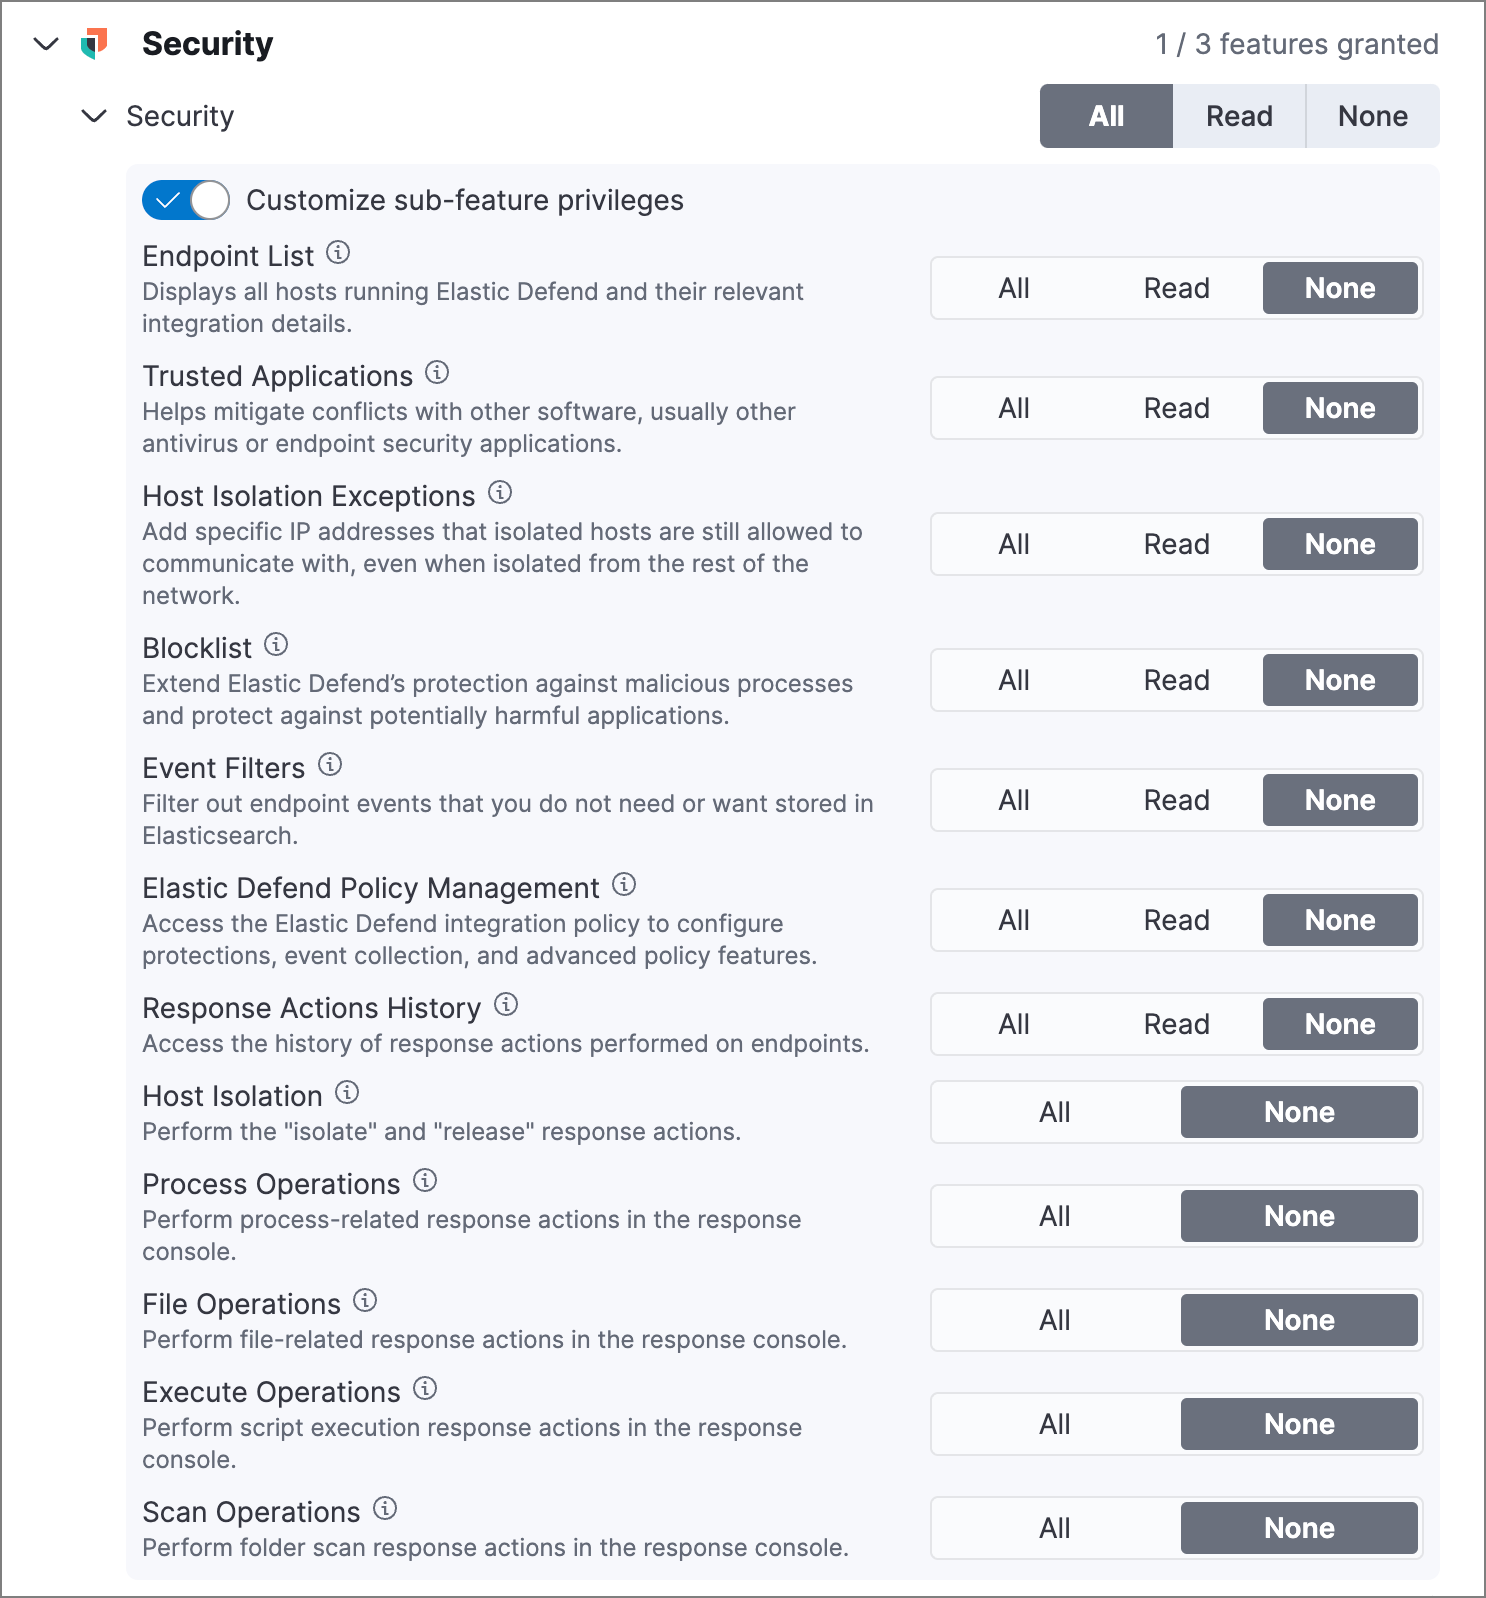 Security
1 / 3 features granted
Security
All Read None
Customize sub-feature privileges
Endpoint List
Displays all hosts running Elastic Defend and their relevant
integration details.
All Read None
Trusted Applications
Helps mitigate conflicts with other software, usually other
antivirus or endpoint security applications.
All Read None
Host Isolation Exceptions
Add specific IP addresses that isolated hosts are still allowed to
communicate with, even when isolated from the rest of the
network.
All Read None
Blocklist
Extend Elastic Defend’s protection against malicious processes
and protect against potentially harmful applications.
All Read None
Event Filters
Filter out endpoint events that you do not need or want stored in
Elasticsearch.
All Read None
Elastic Defend Policy Management
Access the Elastic Defend integration policy to configure
protections, event collection, and advanced policy features.
All Read None
Response Actions History
Access the history of response actions performed on endpoints.
All Read None
Host Isolation
Perform the "isolate" and "release" response actions.
All None
Process Operations
Perform process-related response actions in the response
console.
All None
File Operations
Perform file-related response actions in the response console.
All None
Execute Operations
Perform script execution response actions in the response
console.
All None
Scan Operations
Perform folder scan response actions in the response console.
All None